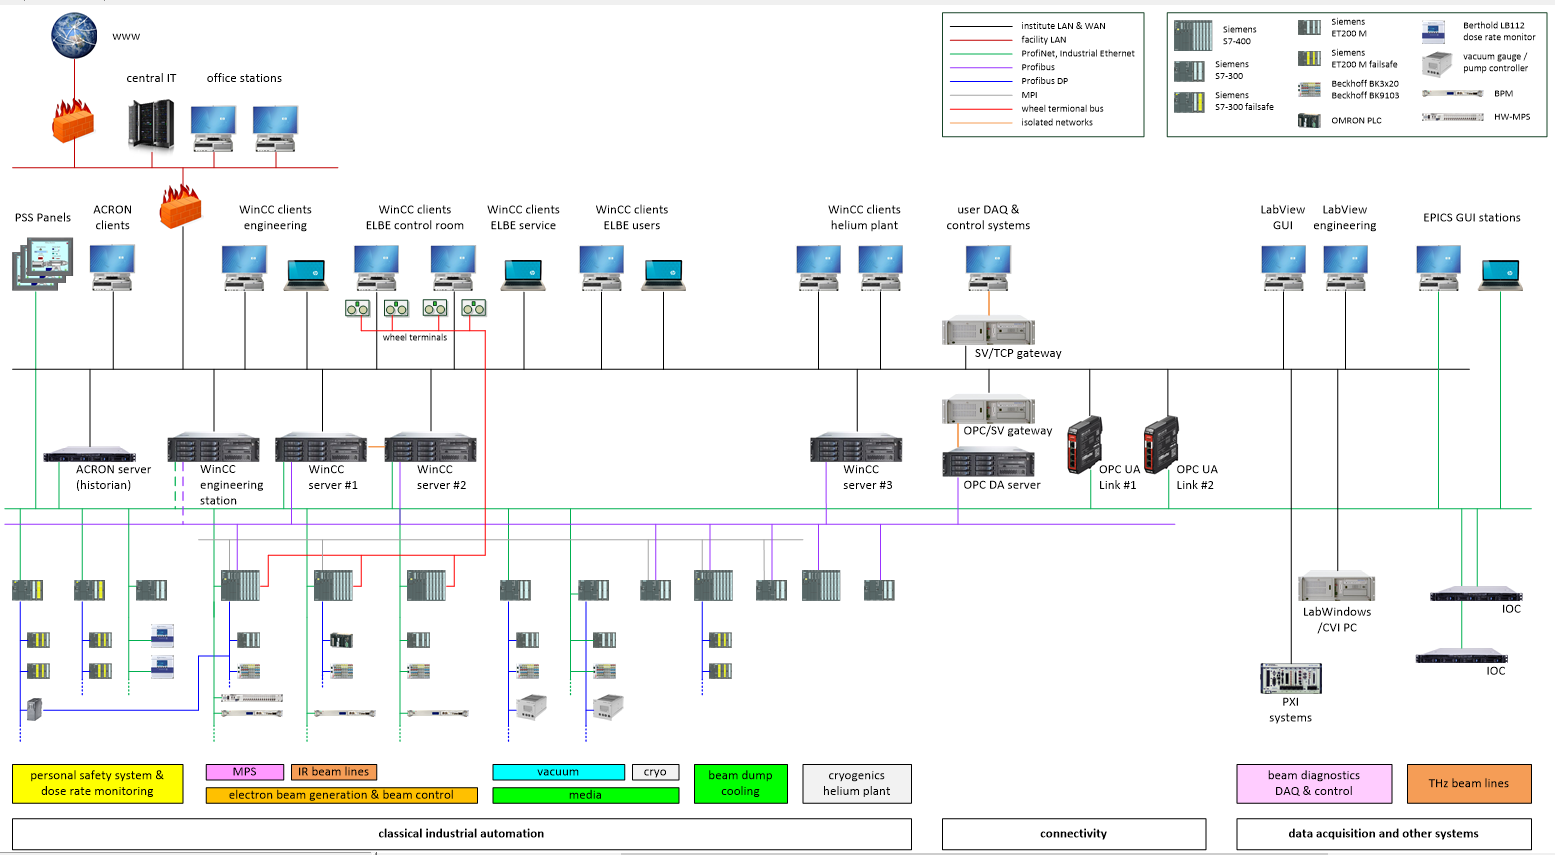 www
central IT
office stations
institute LAN & WAN
facility LAN
ProfiNet, Industrial Ethernet
Profibus
Profibus DP
MPI
wheel termional bus
isolated networks
Siemens
S7-400
Siemens
S7-300
Siemens
S7-300 failsafe
Siemens
ET200 M
Siemens
ET200 M failsafe
Beckhoff BK3x20
Beckhoff BK9103
OMRON PLC
Berthold LB112
dose rate monitor
vacuum gauge /
pump controller
BPM
HW-MPS
PSS Panels
ACRON
clients
WinCC clients
engineering
WinCC clients
ELBE control room
WinCC clients
ELBE service
WinCC clients
ELBE users
WinCC clients
helium plant
user DAQ &
control systems
LabView
GUI
LabView
engineering
EPICS GUI stations
wheel terminals
SV/TCP gateway
ACRON server
(historian)
WinCC
engineering
station
WinCC
server #1
WinCC
server #2
WinCC
server #3
OPC/SV gateway
OPC DA server
OPC UA
Link #1
OPC UA
Link #2
LabWindows
/CVI PC
PXI
systems
IOC
IOC
personal safety system &
dose rate monitoring
MPS
IR beam lines
electron beam generation & beam control
vacuum
cryo
media
beam dump
cooling
cryogenics
helium plant
beam diagnostics
DAQ & control
THz beam lines
classical industrial automation
connectivity
data acquisition and other systems